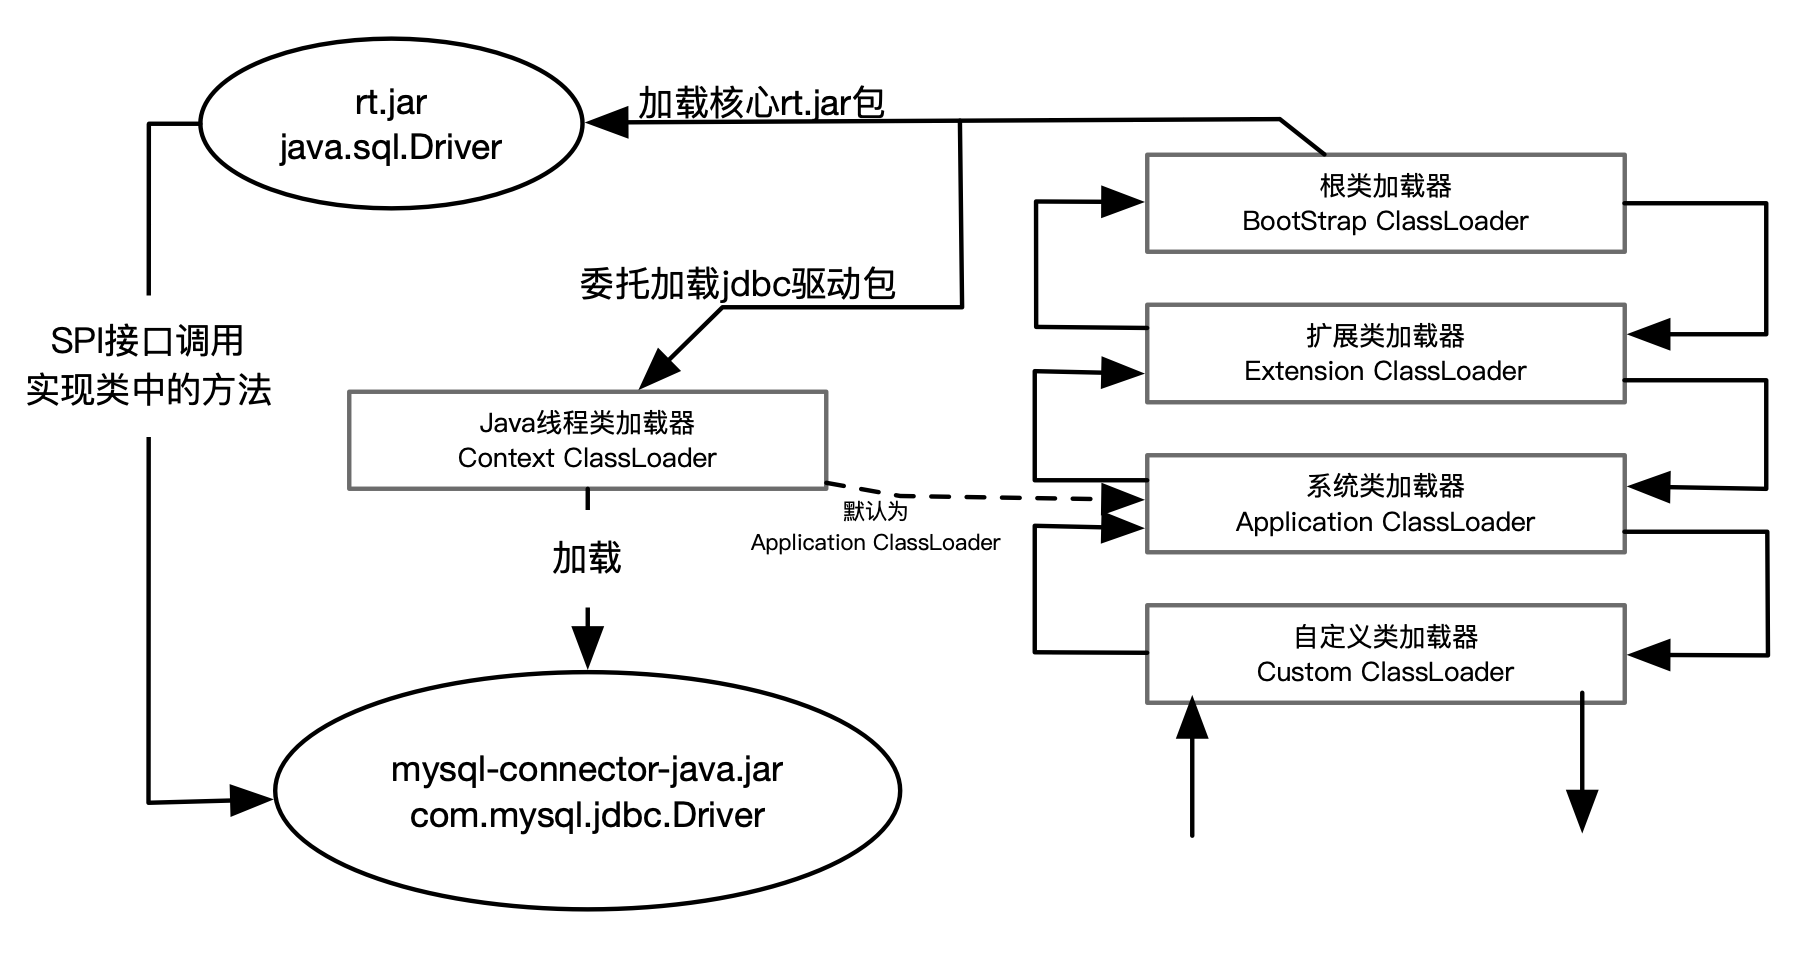 rt.jar
java.sql.Driver
加载核心rt.jar包
根类加载器
BootStrap ClassLoader
委托加载jdbc驱动包
扩展类加载器
Extension ClassLoader
SPI接口调用
实现类中的方法
Java线程类加载器
Context ClassLoader
系统类加载器
Application ClassLoader
默认为
Application ClassLoader
加载
自定义类加载器
Custom ClassLoader
mysql-connector-java.jar
com.mysql.jdbc.Driver